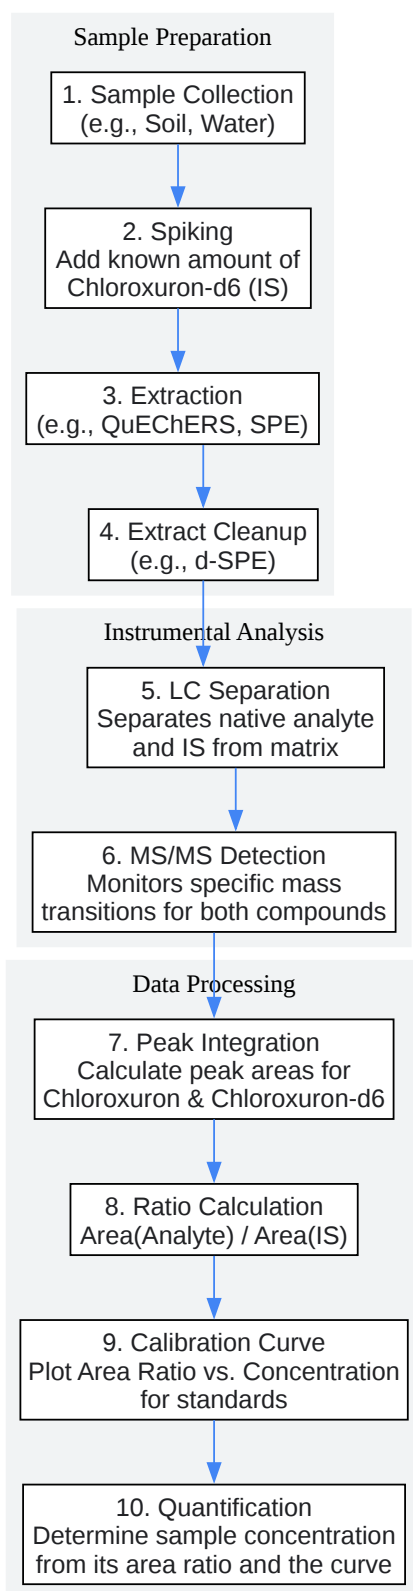 Sample Preparation
1. Sample Collection
(e.g., Soil, Water)
2. Spiking
Add known amount of
Chloroxuron-d6 (IS)
3. Extraction
(e.g., QuEChERS, SPE)
4. Extract Cleanup
(e.g., d-SPE)
Instrumental Analysis
5. LC Separation
Separates native analyte
and IS from matrix
6. MS/MS Detection
Monitors specific mass
transitions for both compounds
Data Processing
7. Peak Integration
Calculate peak areas for
Chloroxuron & Chloroxuron-d6
8. Ratio Calculation
Area(Analyte) / Area(IS)
9. Calibration Curve
Plot Area Ratio vs. Concentration
for standards
10. Quantification
Determine sample concentration
from its area ratio and the curve